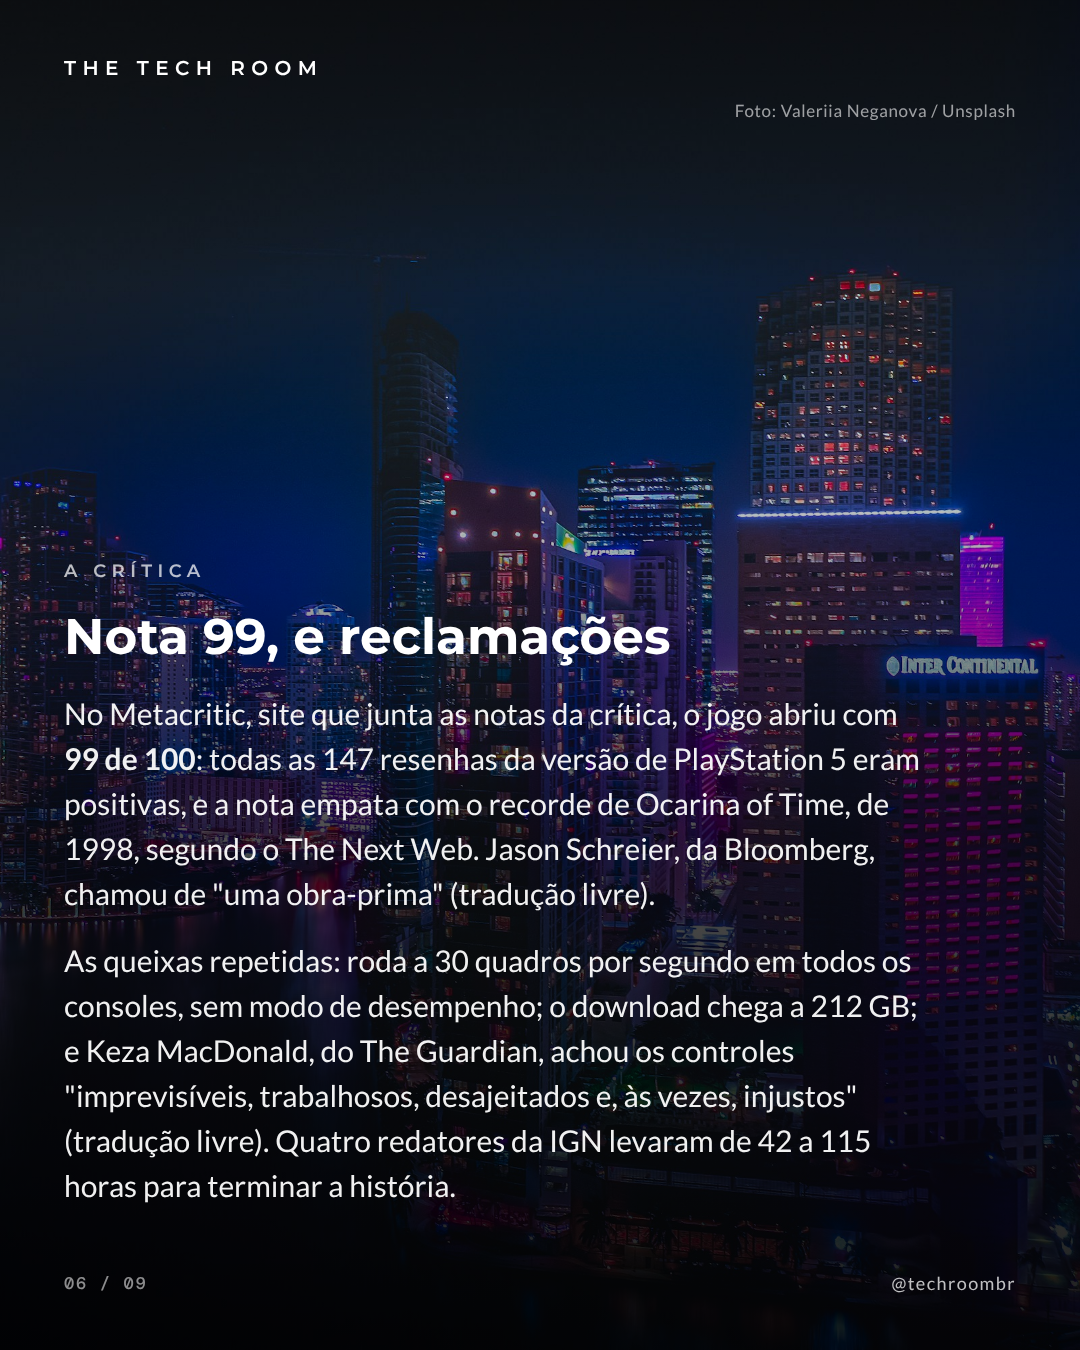 THE TECH ROOM
Foto: Valeriia Neganova / Unsplash
A CRÍTICA
Nota 99, e reclamações
INTER CONTINENTAL
No Metacritic, site que junta as notas da crítica, o jogo abriu com
99 de 100: todas as 147 resenhas da versão de PlayStation 5 eram
positivas, e a nota empata com o recorde de Ocarina of Time, de
1998, segundo o The Next Web. Jason Schreier, da Bloomberg,
chamou de "uma obra-prima" (tradução livre).
As queixas repetidas: roda a 30 quadros por segundo em todos os
consoles, sem modo de desempenho; o download chega a 212 GB;
e Keza MacDonald, do The Guardian, achou os controles
"imprevisíveis, trabalhosos, desajeitados e, às vezes, injustos"
(tradução livre). Quatro redatores da IGN levaram de 42 a 115
horas para terminar a história.
06 / 09
@techroombr